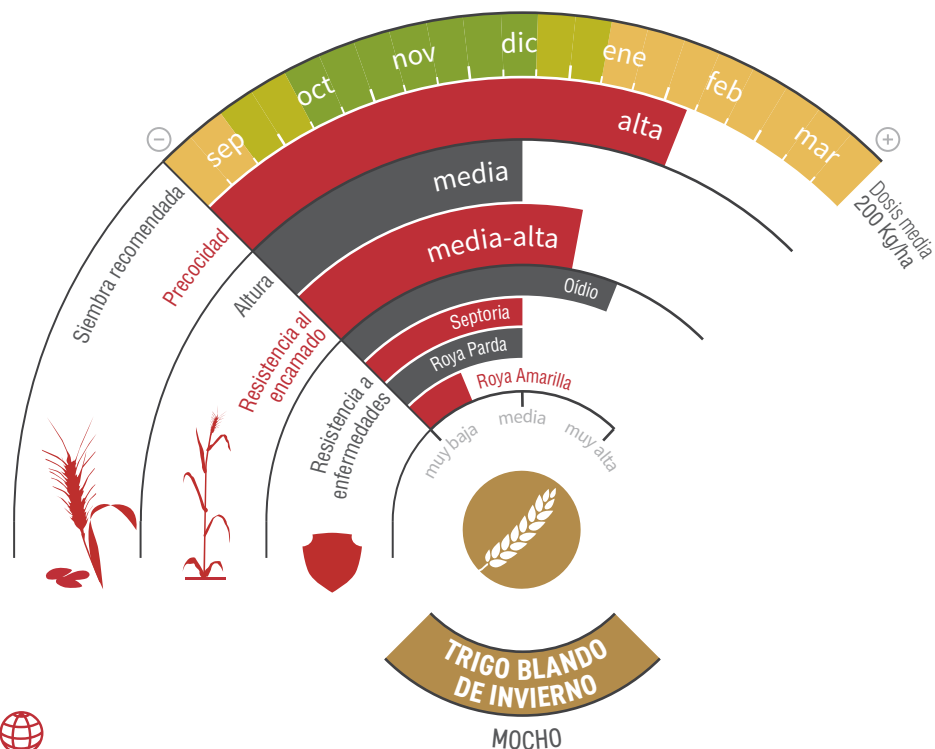 sep
oct
nov
dic
ene
feb
mar
−
+
Siembra recomendada
Dosis media
200 Kg/ha
Precocidad
alta
Altura
media
Resistencia al
encamado
media-alta
Resistencia a
enfermedades
Oídio
Septoria
Roya Parda
Roya Amarilla
muy baja
media
muy alta
TRIGO BLANDO
DE INVIERNO
MOCHO